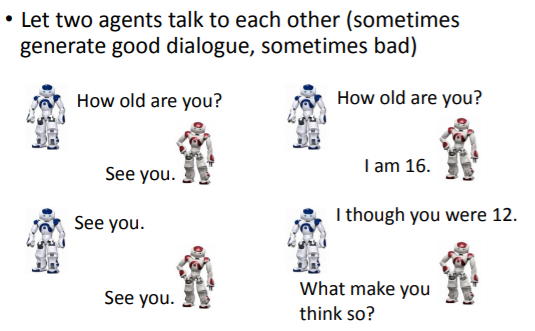 • Let two agents talk to each other (sometimes
generate good dialogue, sometimes bad)
How old are you?
See you.
See you.
See you.
How old are you?
I am 16.
I though you were 12.
What make you
think so?